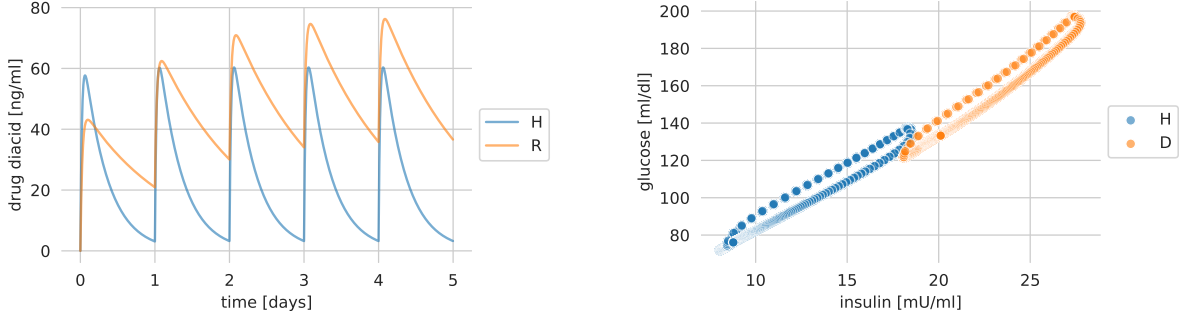 drug diacid [ng/ml]
80
60
40
20
0
0 1 2 3 4 5
time [days]
H
R
glucose [ml/dl]
200
180
160
140
120
100
80
10 15 20 25
insulin [mU/ml]
H
D